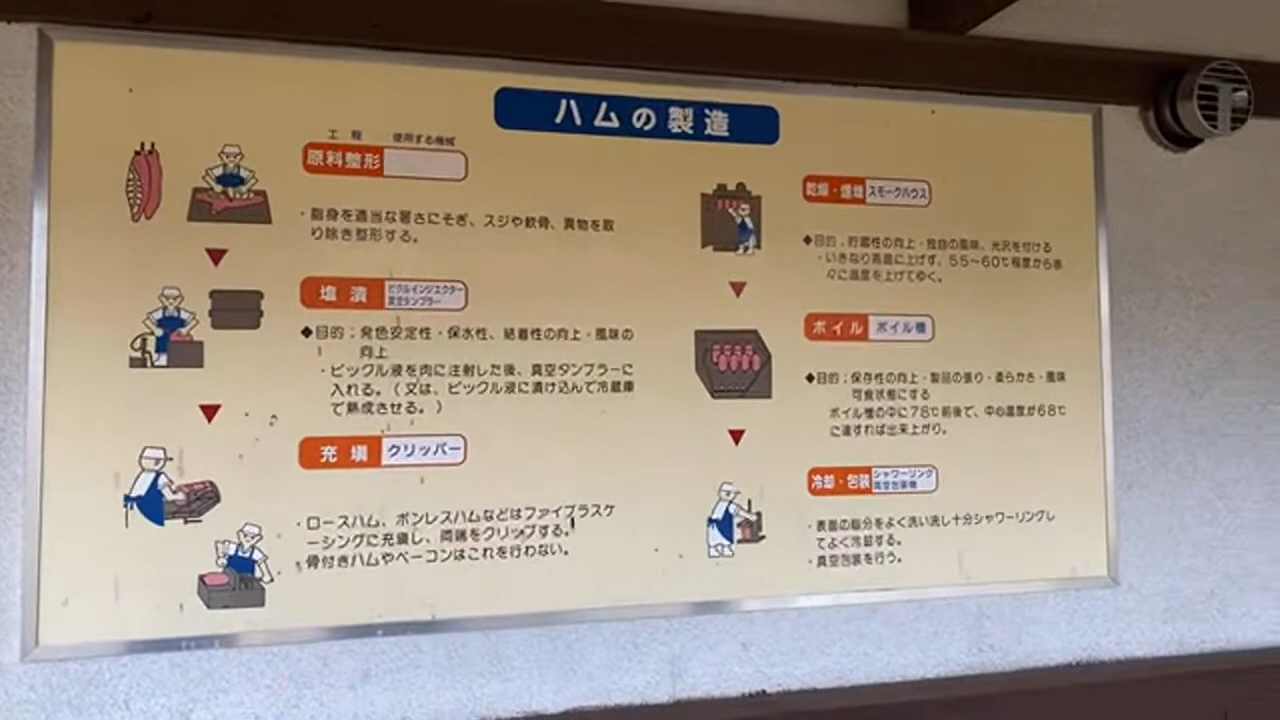 ハムの製造
工程 使用する機械
原料整形
・脂身を適当な暑さにそぎ、スジや軟骨、異物を取
り除き整形する。
塩漬 ピクルインジェクター
真空タンブラー
◆目的：発色安定性・保水性、結着性の向上・風味の
向上
・ピックル液を肉に注射した後、真空タンブラーに
入れる。（又は、ピックル液に漬け込んで冷蔵庫
で熟成させる。）
充填 クリッパー
・ロースハム、ボンレスハムなどはファイブラスケ
ーシングに充填し、両端をクリップする。
・骨付きハムやベーコンはこれを行わない。
乾燥・燻煙 スモークハウス
◆目的：貯蔵性の向上・独自の風味、光沢を付ける
・いきなり高温に上げず、55〜60℃程度から徐
々に温度を上げてゆく。
ボイル ボイル槽
◆目的：保存性の向上・製品の張り・柔らかさ・風味
可食状態にする
ボイル槽の中に78℃前後で、中心温度が68℃
に達すれば出来上がり。
冷却・包装 シャワーリング
真空包装機
・表面の脂分をよく洗い流し十分シャワーリングし
てよく冷却する。
・真空包装を行う。